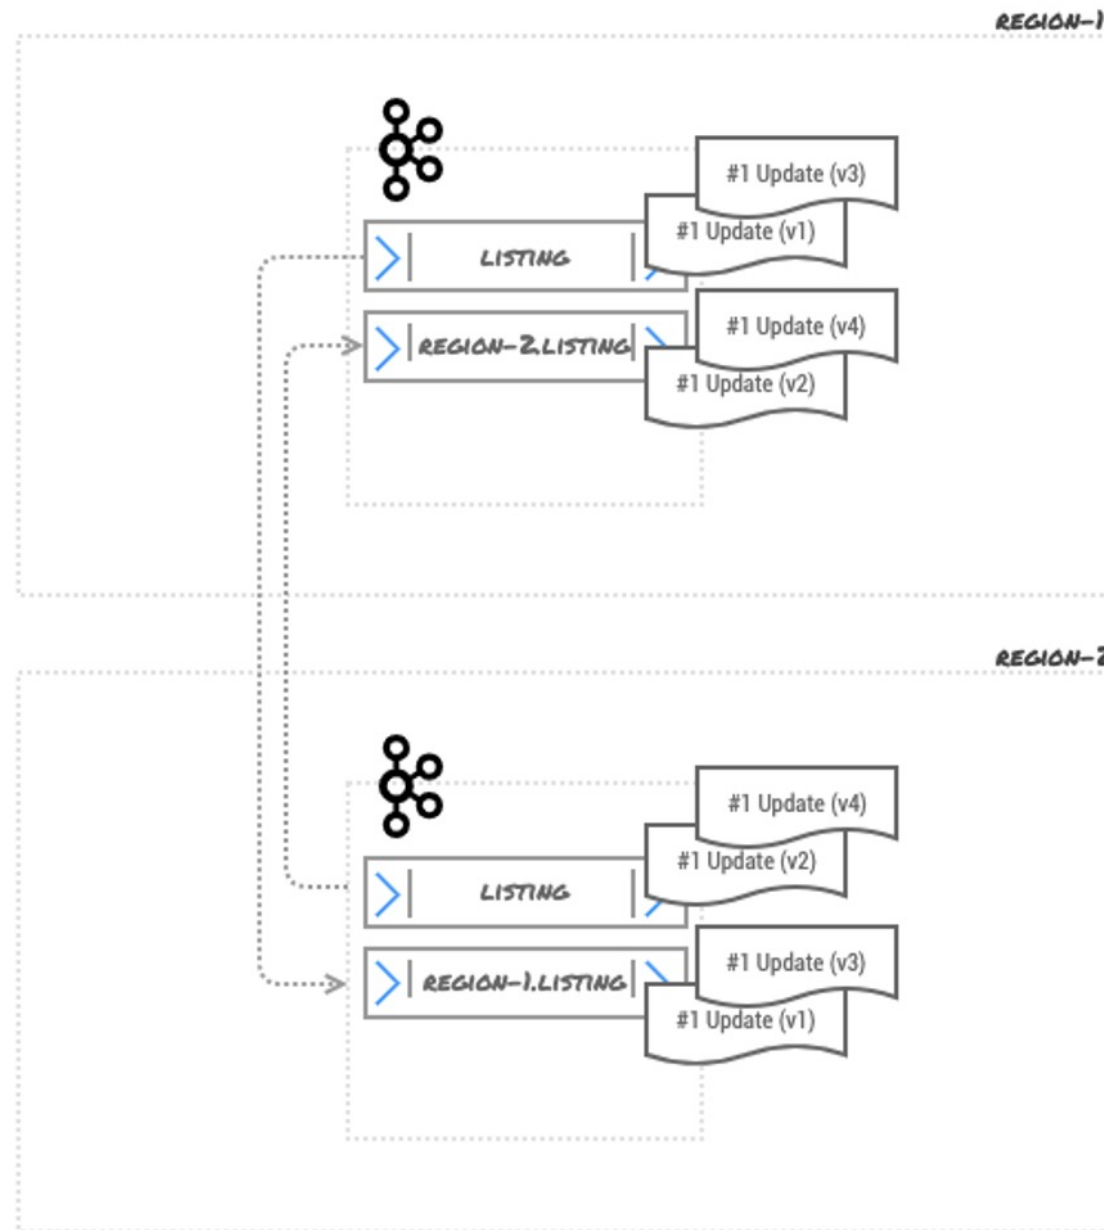 REGION-1
#1 Update (v3)
#1 Update (v1)
LISTING
#1 Update (v4)
REGION-2.LISTING
#1 Update (v2)
REGION-2
#1 Update (v4)
#1 Update (v2)
LISTING
#1 Update (v3)
REGION-1.LISTING
#1 Update (v1)